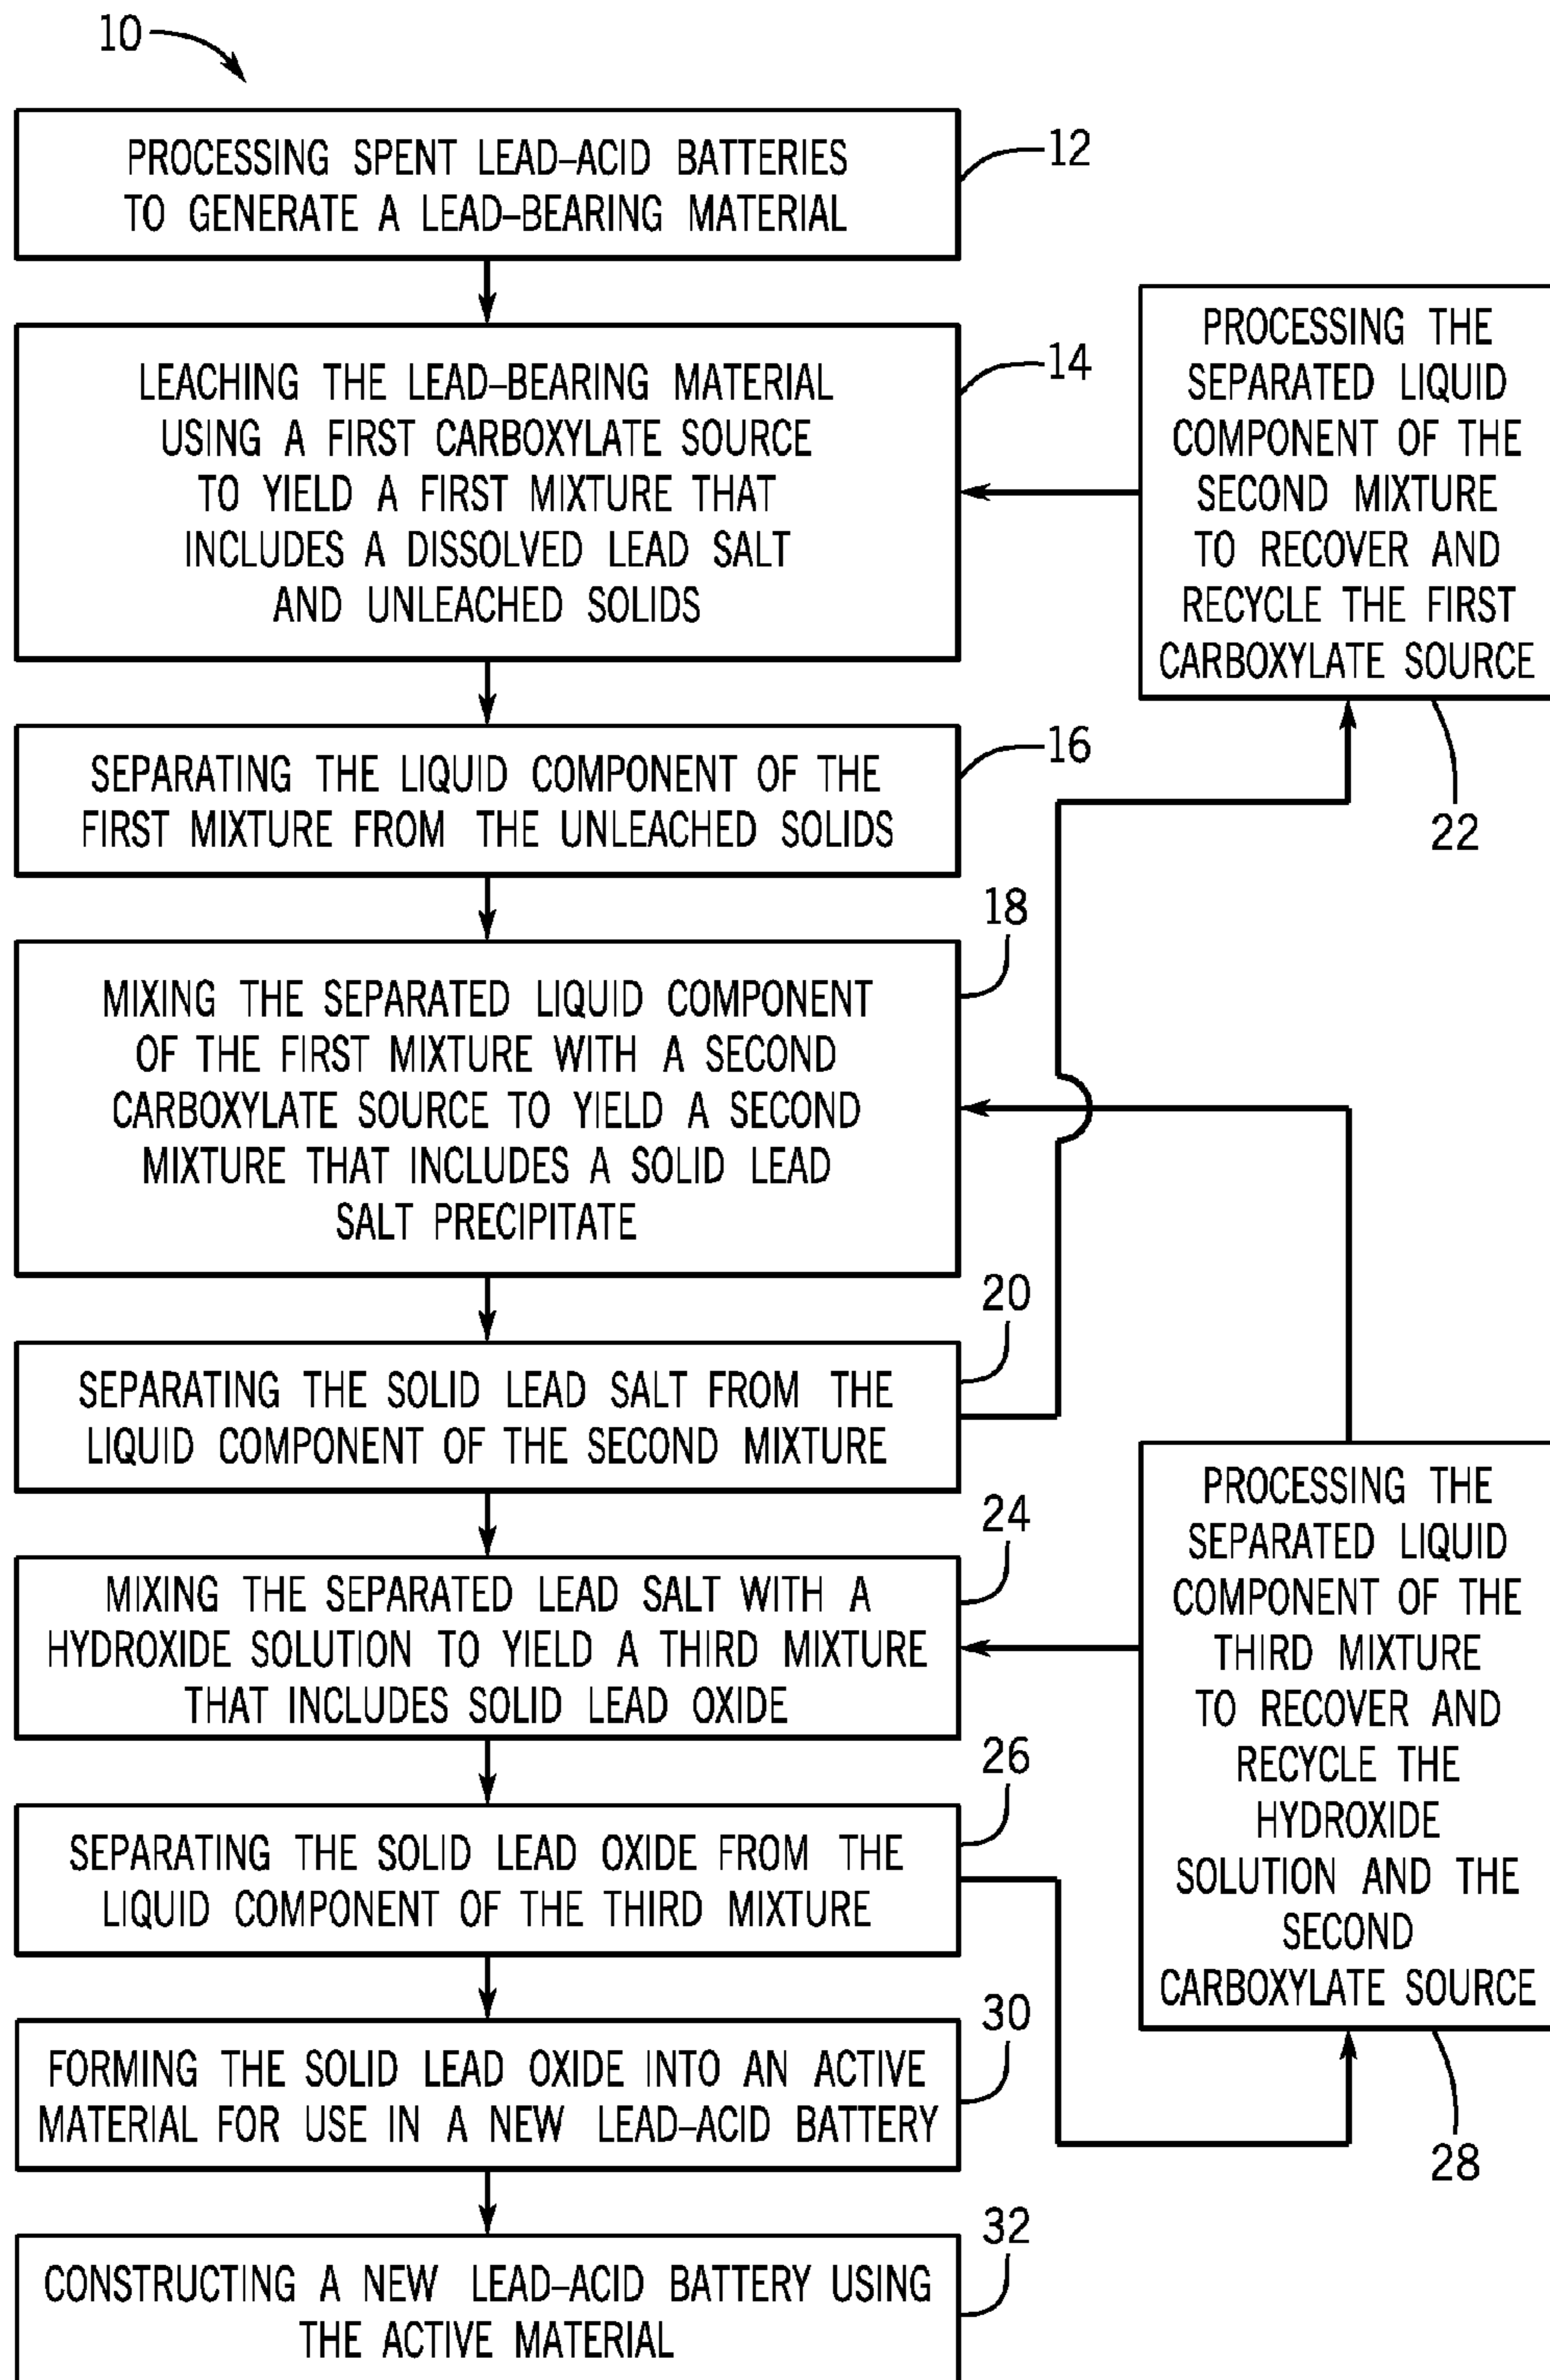 10
PROCESSING SPENT LEAD–ACID BATTERIES
TO GENERATE A LEAD–BEARING MATERIAL
12
LEACHING THE LEAD–BEARING MATERIAL
USING A FIRST CARBOXYLATE SOURCE
TO YIELD A FIRST MIXTURE THAT
INCLUDES A DISSOLVED LEAD SALT
AND UNLEACHED SOLIDS
14
PROCESSING THE
SEPARATED LIQUID
COMPONENT OF THE
SECOND MIXTURE
TO RECOVER AND
RECYCLE THE FIRST
CARBOXYLATE SOURCE
22
SEPARATING THE LIQUID COMPONENT OF THE
FIRST MIXTURE FROM THE UNLEACHED SOLIDS
16
MIXING THE SEPARATED LIQUID COMPONENT
OF THE FIRST MIXTURE WITH A SECOND
CARBOXYLATE SOURCE TO YIELD A SECOND
MIXTURE THAT INCLUDES A SOLID LEAD
SALT PRECIPITATE
18
SEPARATING THE SOLID LEAD SALT FROM THE
LIQUID COMPONENT OF THE SECOND MIXTURE
20
MIXING THE SEPARATED LEAD SALT WITH A
HYDROXIDE SOLUTION TO YIELD A THIRD MIXTURE
THAT INCLUDES SOLID LEAD OXIDE
24
PROCESSING THE
SEPARATED LIQUID
COMPONENT OF THE
THIRD MIXTURE
TO RECOVER AND
RECYCLE THE
HYDROXIDE
SOLUTION AND THE
SECOND
CARBOXYLATE SOURCE
28
SEPARATING THE SOLID LEAD OXIDE FROM THE
LIQUID COMPONENT OF THE THIRD MIXTURE
26
FORMING THE SOLID LEAD OXIDE INTO AN ACTIVE
MATERIAL FOR USE IN A NEW LEAD–ACID BATTERY
30
CONSTRUCTING A NEW LEAD–ACID BATTERY USING
THE ACTIVE MATERIAL
32